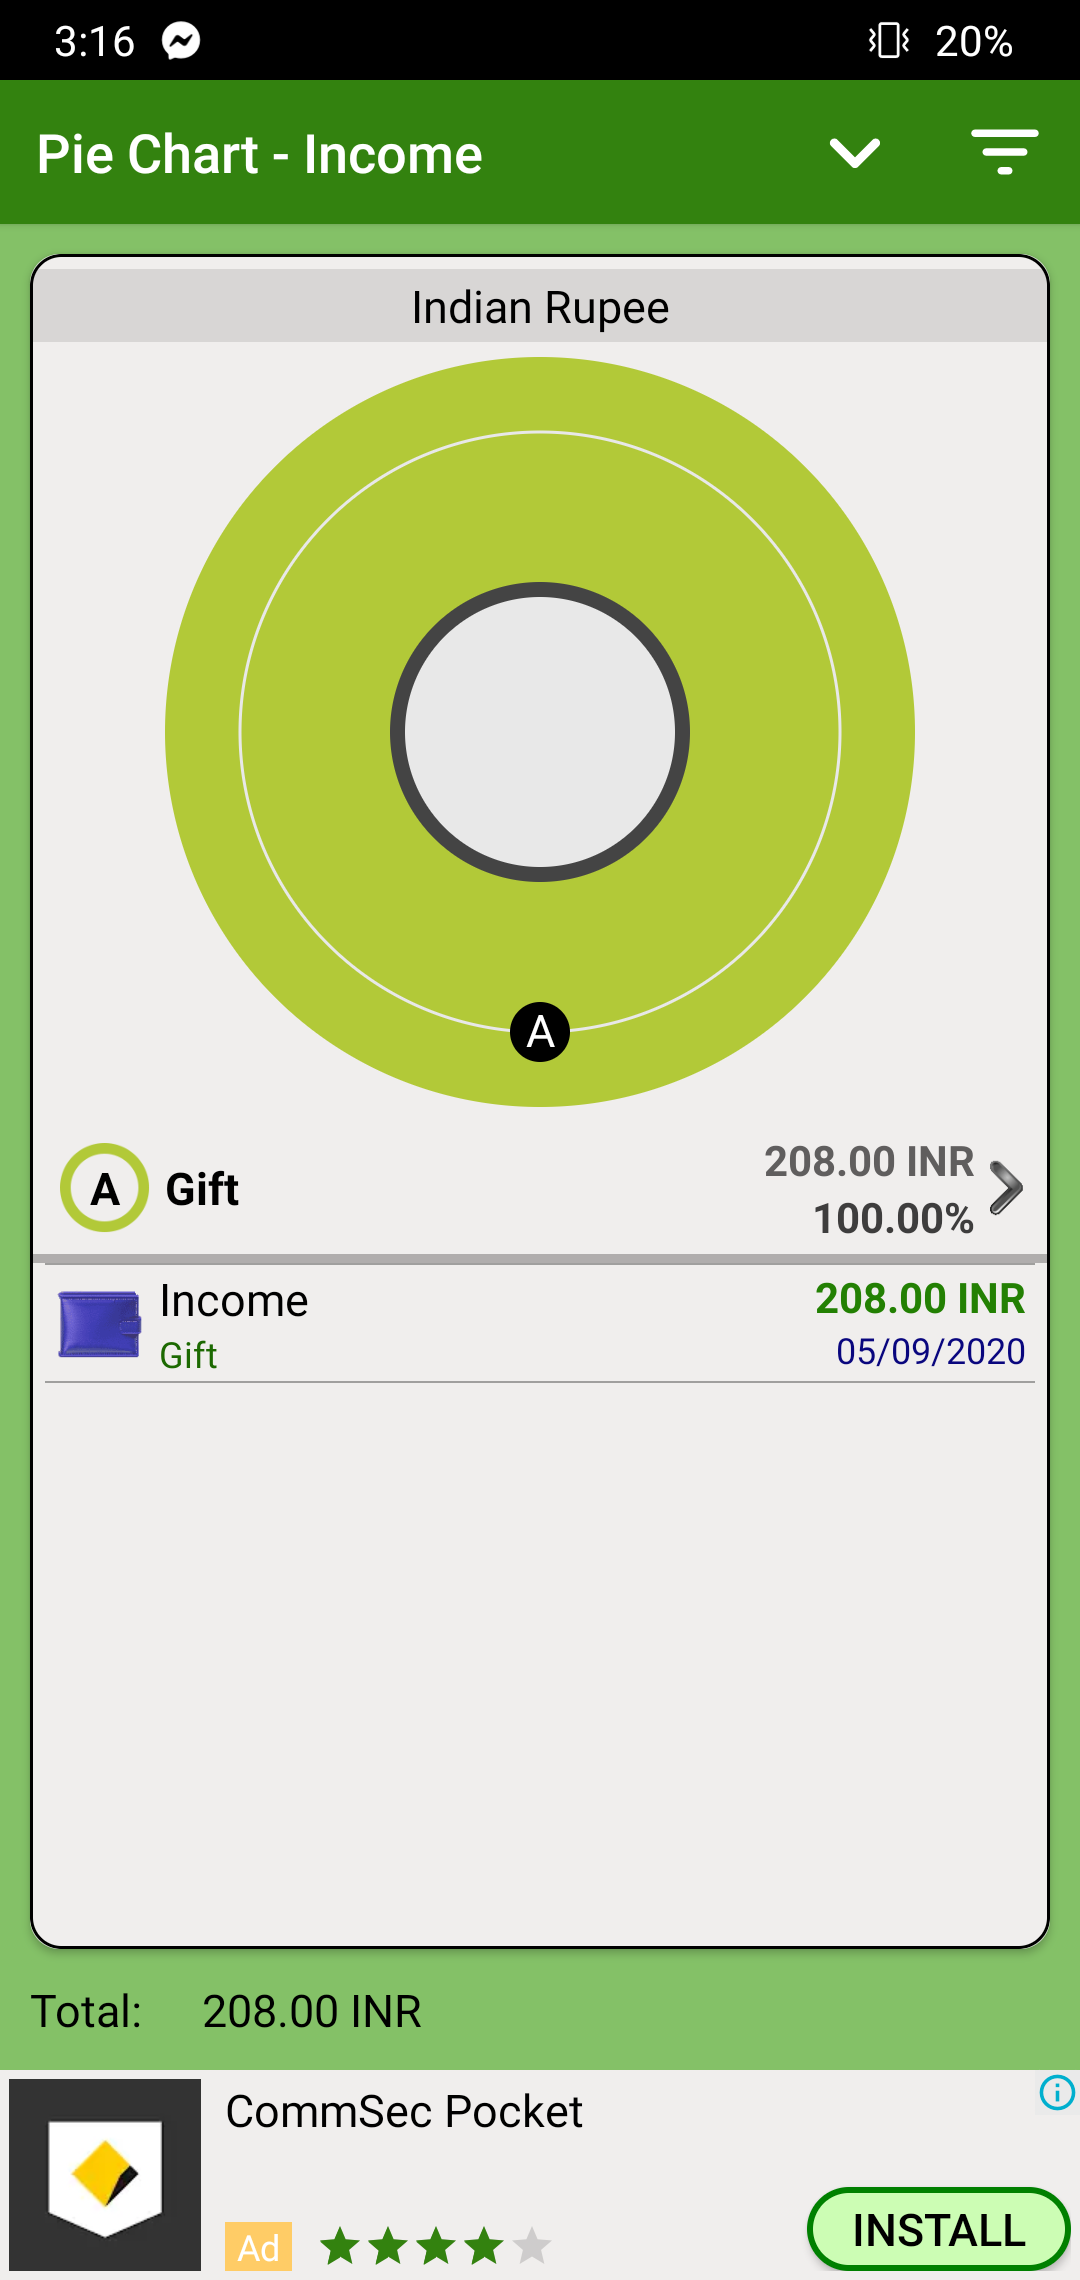 3:16 20%
Pie Chart - Income
Indian Rupee
A
A Gift 208.00 INR
100.00%
Income 208.00 INR
Gift 05/09/2020
Total: 208.00 INR
CommSec Pocket
Ad
INSTALL